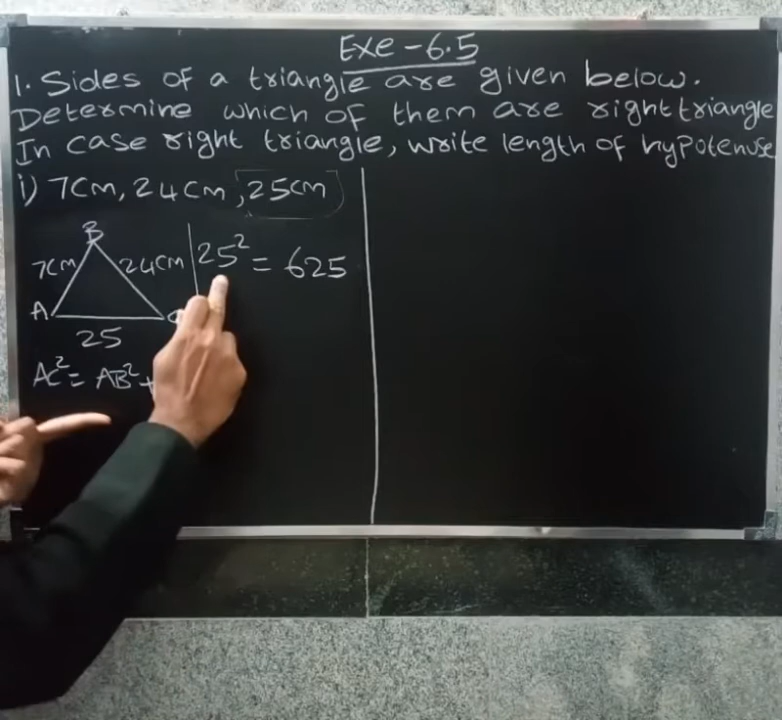 Exe-6.5
1. Sides of a triangle are given below.
Determine which of them are right triangle
In case right triangle, write length of hypotenuse
i) 7cm, 24cm, 25cm
B
7cm 24cm
A
25
25² = 625
AC² = AB² +